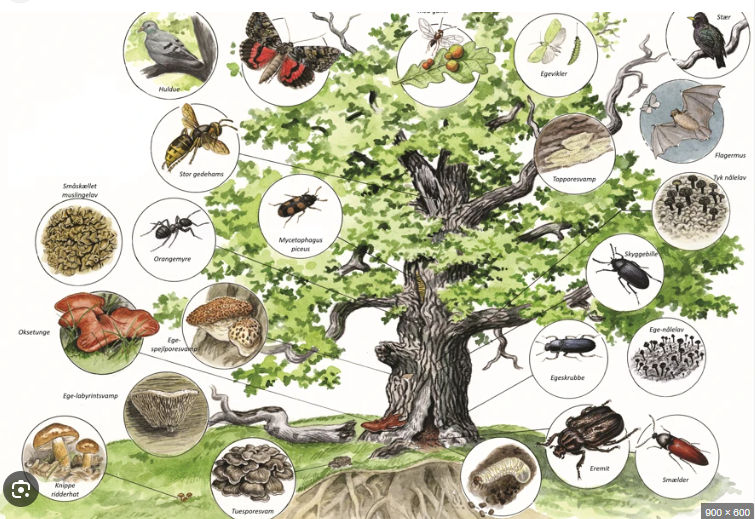 Stær
Huldue
Egevikler
Flagermus
Stor gedehams
Topporesvamp
Tyk nålelav
Småskællet
muslingelav
Mycetophagus
piceus
Orangemyre
Skyggebille
Oksetunge
Ege-
spejlporesvamp
Ege-nålelav
Egeskrubbe
Ege-labyrintsvamp
Knippe
ridderhat
Tuesporesvam
Eremit
Smælder
900 × 600